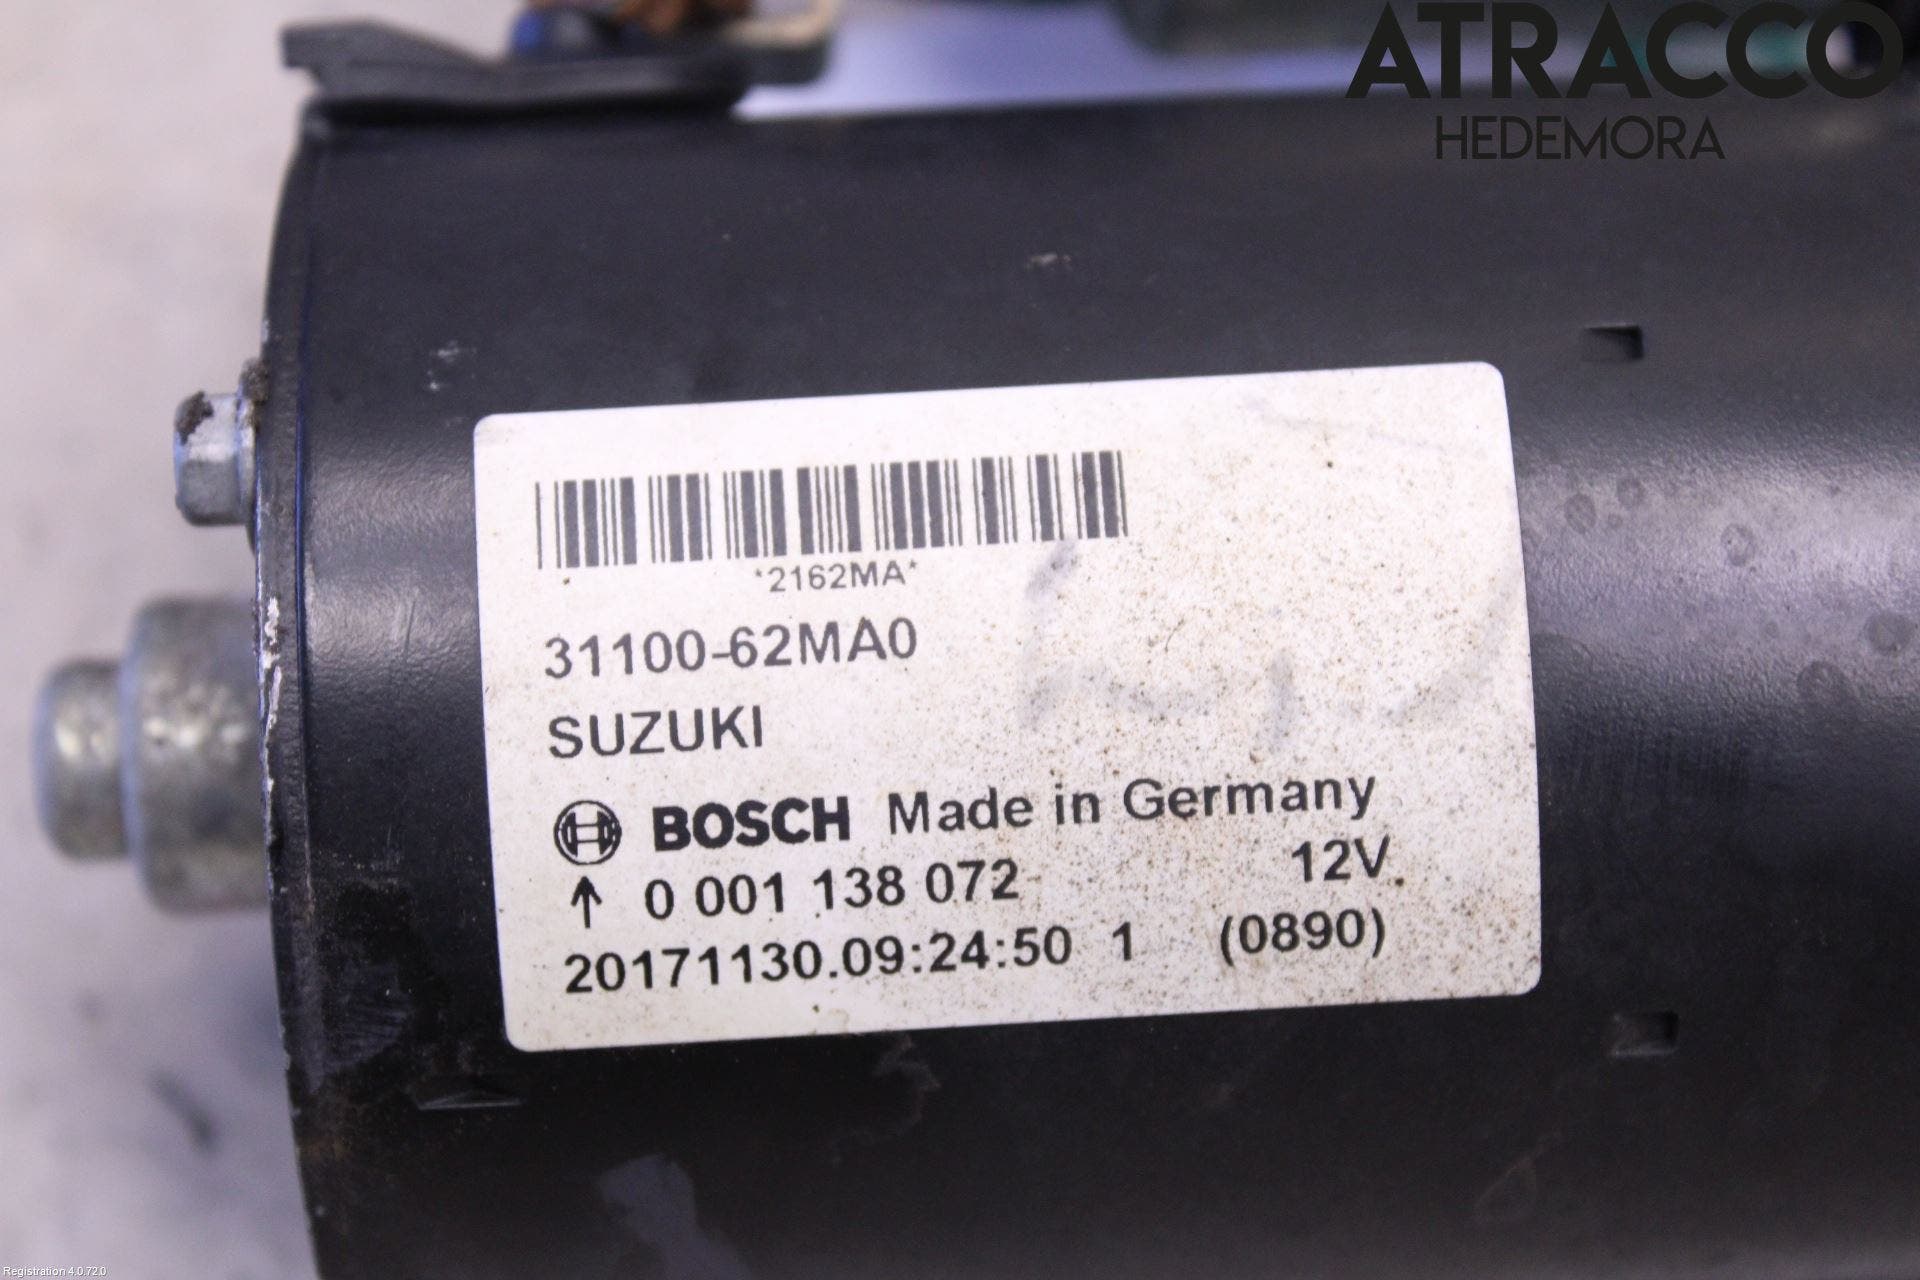 ATRACCO
HEDEMORA
*2162MA*
31100-62MA0
SUZUKI
BOSCH Made in Germany
↑ 0 001 138 072 12V
20171130.09:24:50 1 (0890)
Registration 4.0.72.0